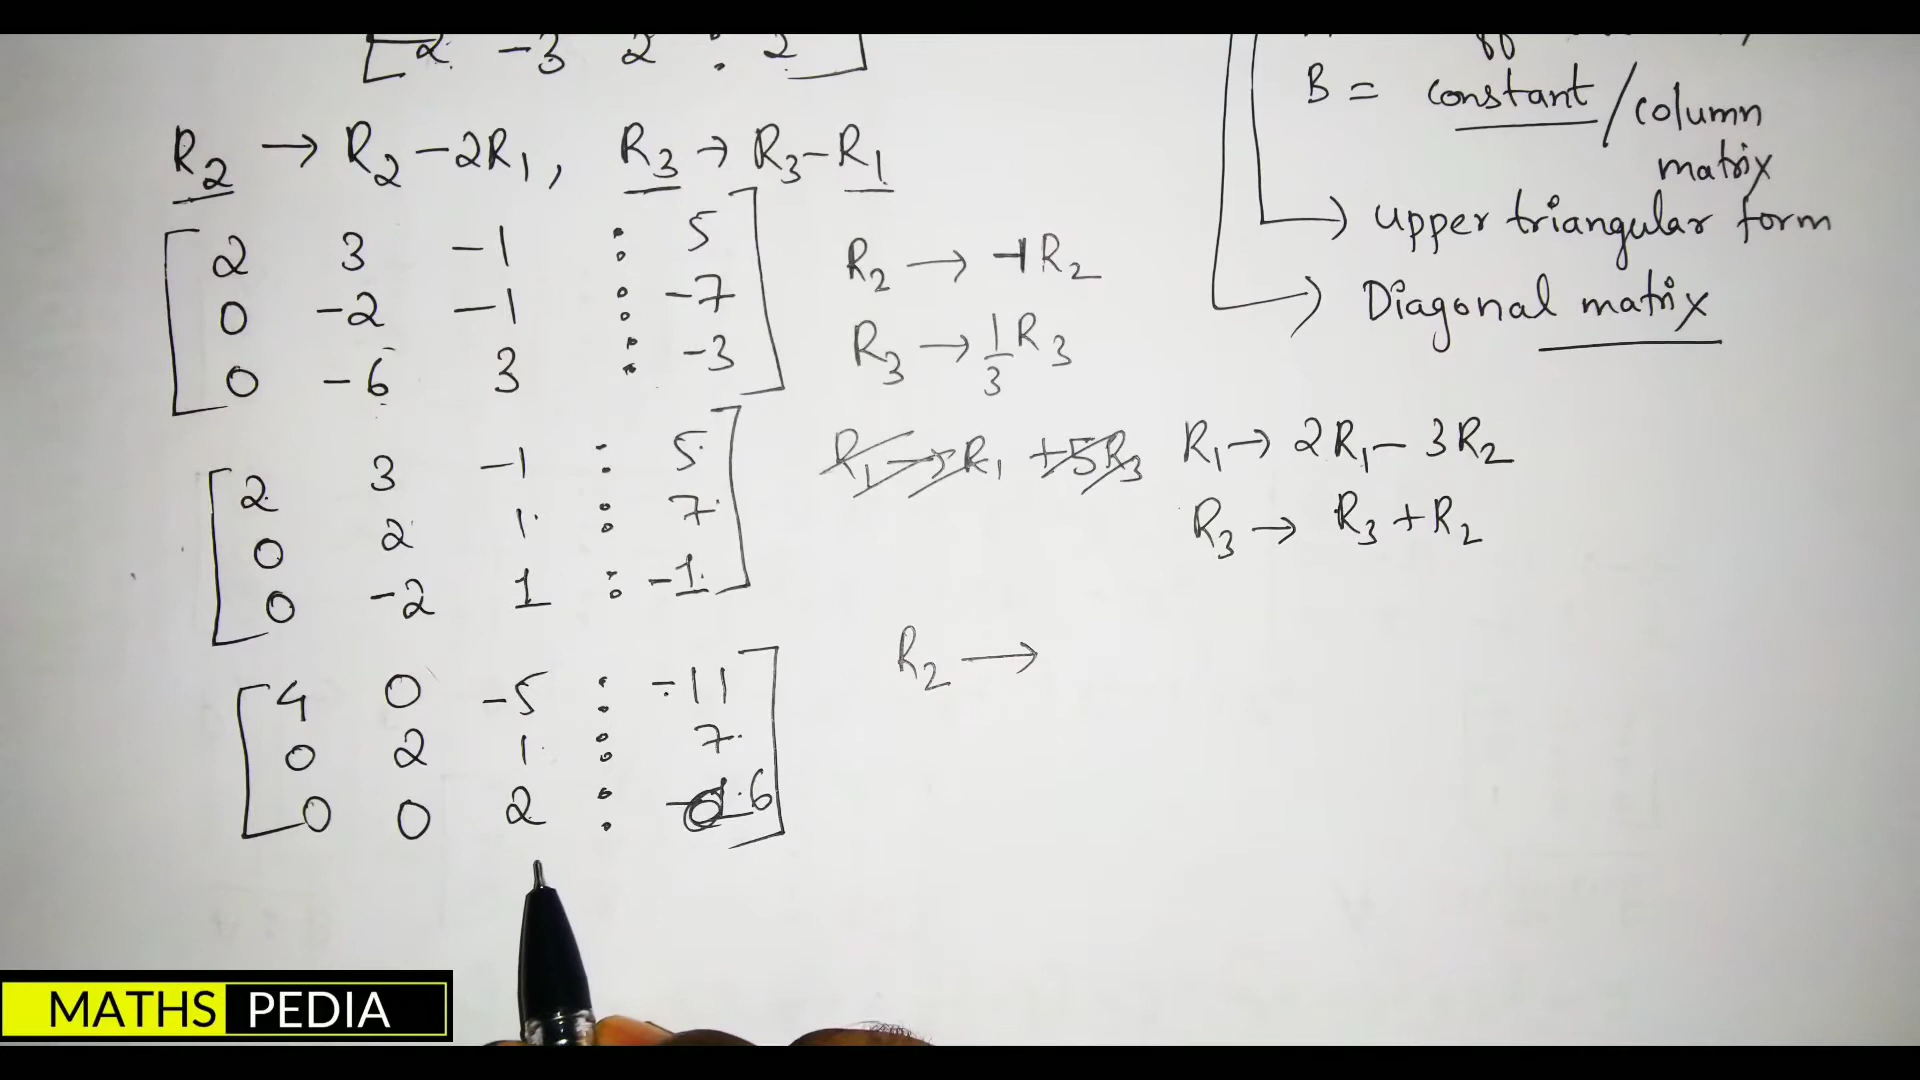 2 -3 2 : 2
B = constant / column
matrix
R2 → R2 - 2R1, R3 → R3 - R1
upper triangular form
Diagonal matrix
2 3 -1 : 5
0 -2 -1 : -7
0 -6 3 : -3
R2 → -1R2
R3 → 1/3 R3
2 3 -1 : 5
0 2 1 : 7
0 -2 1 : -1
R1 → 2R1 - 3R2
R3 → R3 + R2
4 0 -5 : -11
0 2 1 : 7
0 0 2 : 6
R2 →
MATHS PEDIA